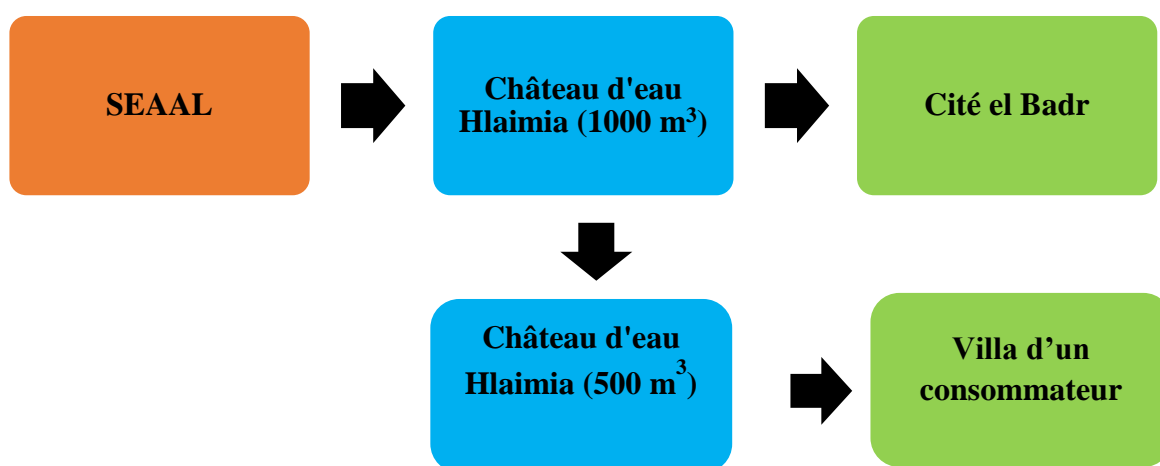 SEAAL
Château d'eau
Hlaimia (1000 m³)
Cité el Badr
Château d'eau
Hlaimia (500 m³)
Villa d’un
consommateur